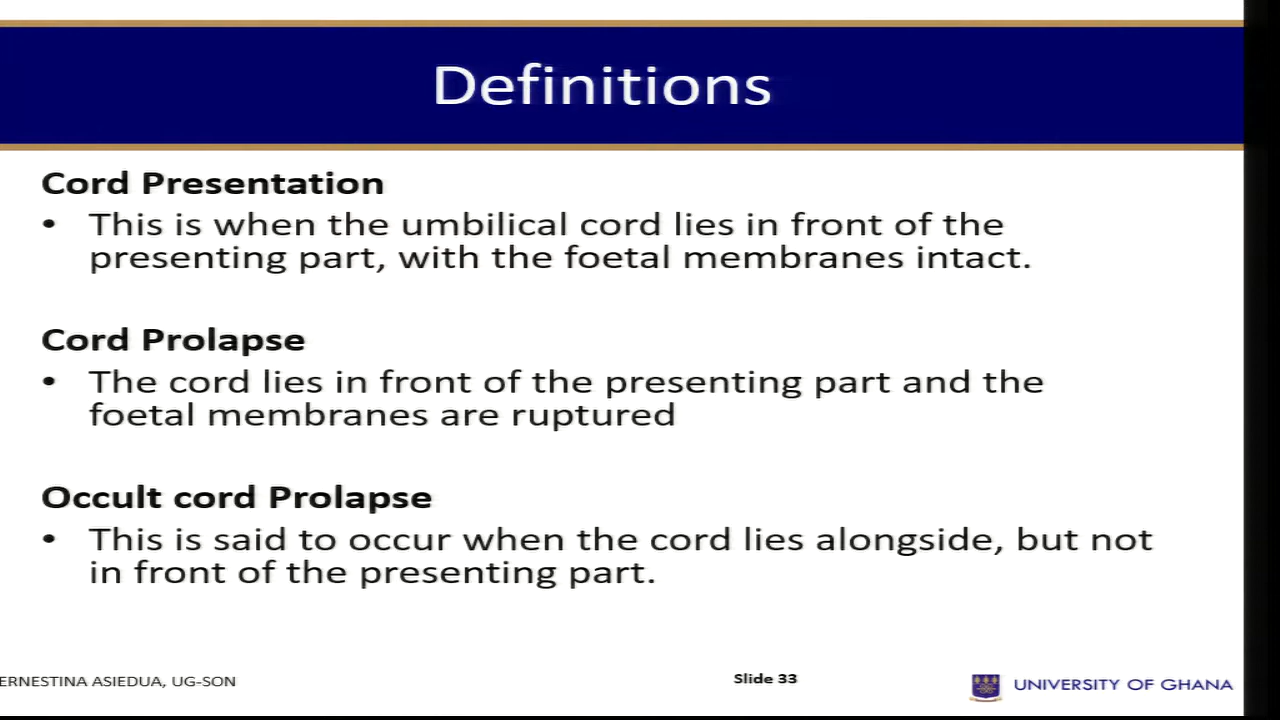 Definitions
Cord Presentation
• This is when the umbilical cord lies in front of the
presenting part, with the foetal membranes intact.
Cord Prolapse
• The cord lies in front of the presenting part and the
foetal membranes are ruptured
Occult cord Prolapse
• This is said to occur when the cord lies alongside, but not
in front of the presenting part.
ERNESTINA ASIEDUA, UG-SON
Slide 33
UNIVERSITY OF GHANA